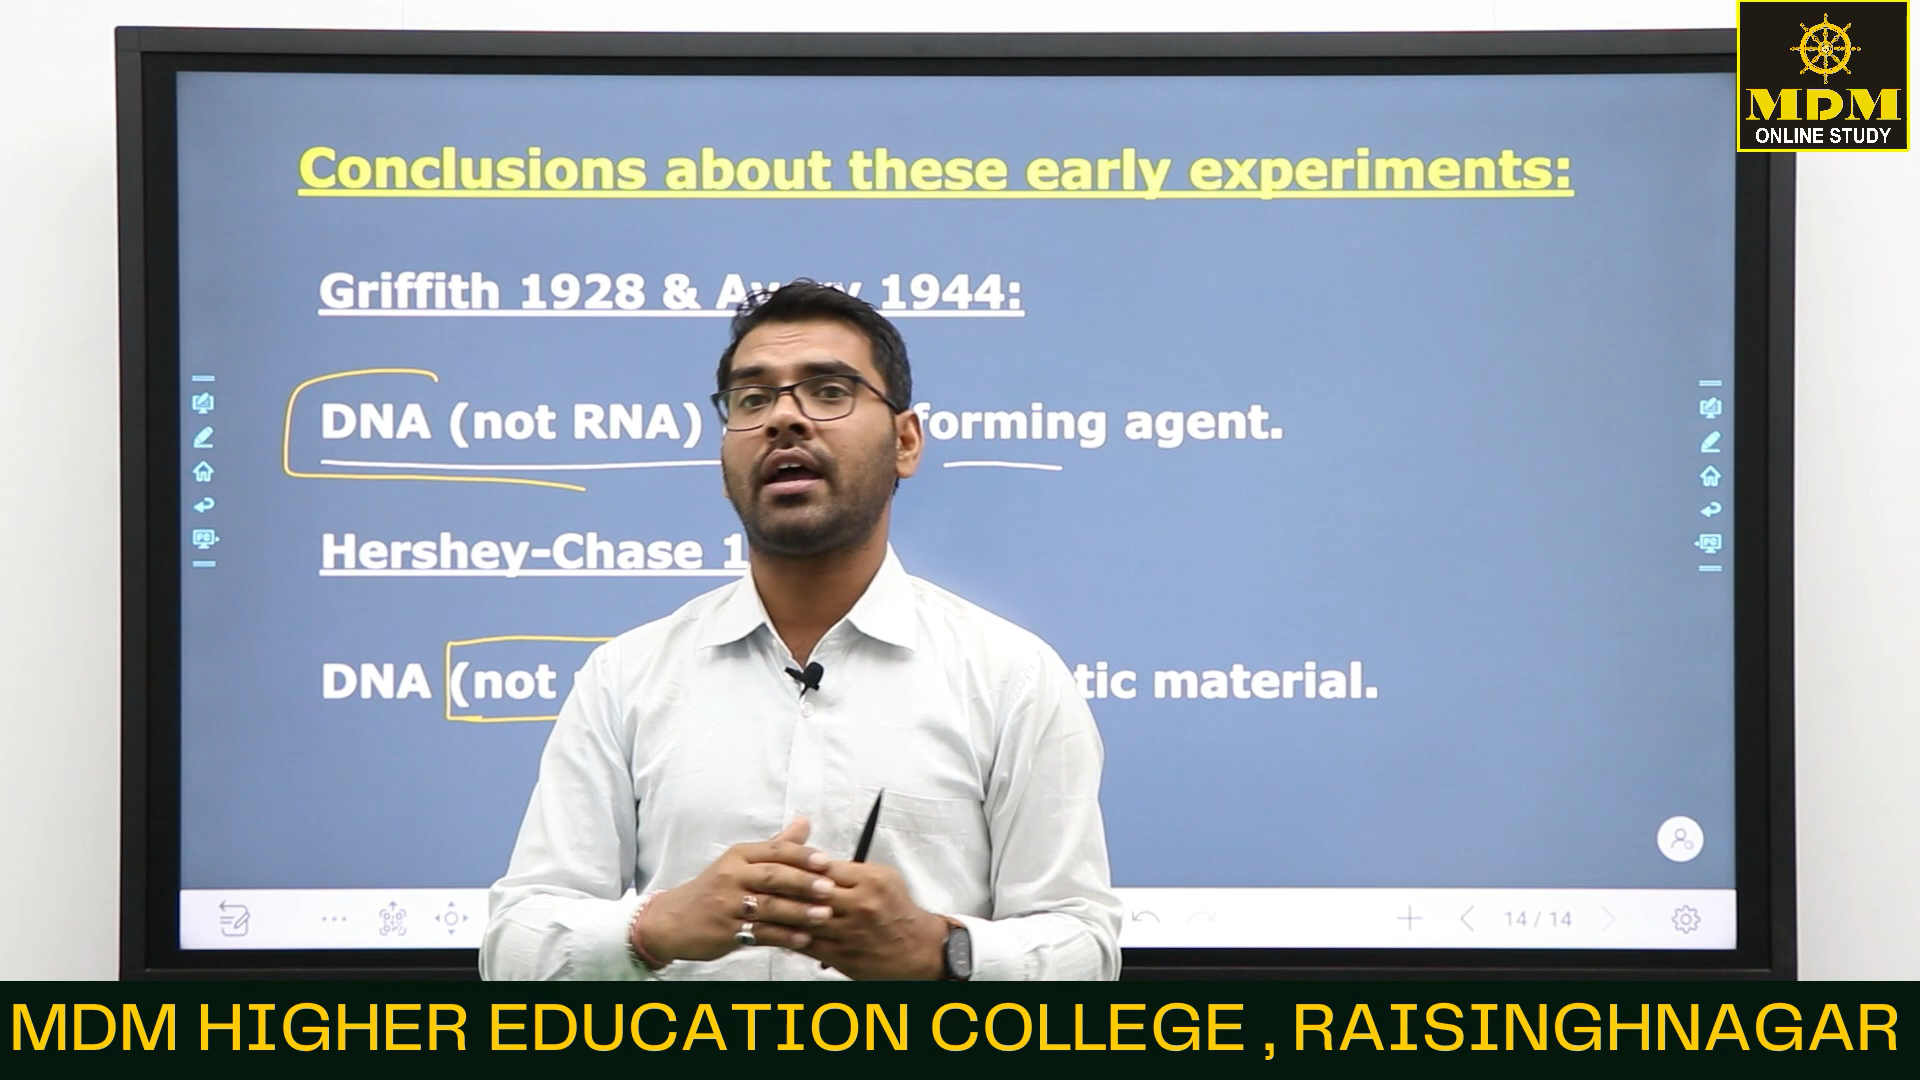 MDM
ONLINE STUDY
Conclusions about these early experiments:
Griffith 1928 & 1944:
DNA (not RNA) forming agent.
Hershey-Chase 1
DNA (not tic material.
14/14
MDM HIGHER EDUCATION COLLEGE , RAISINGHNAGAR